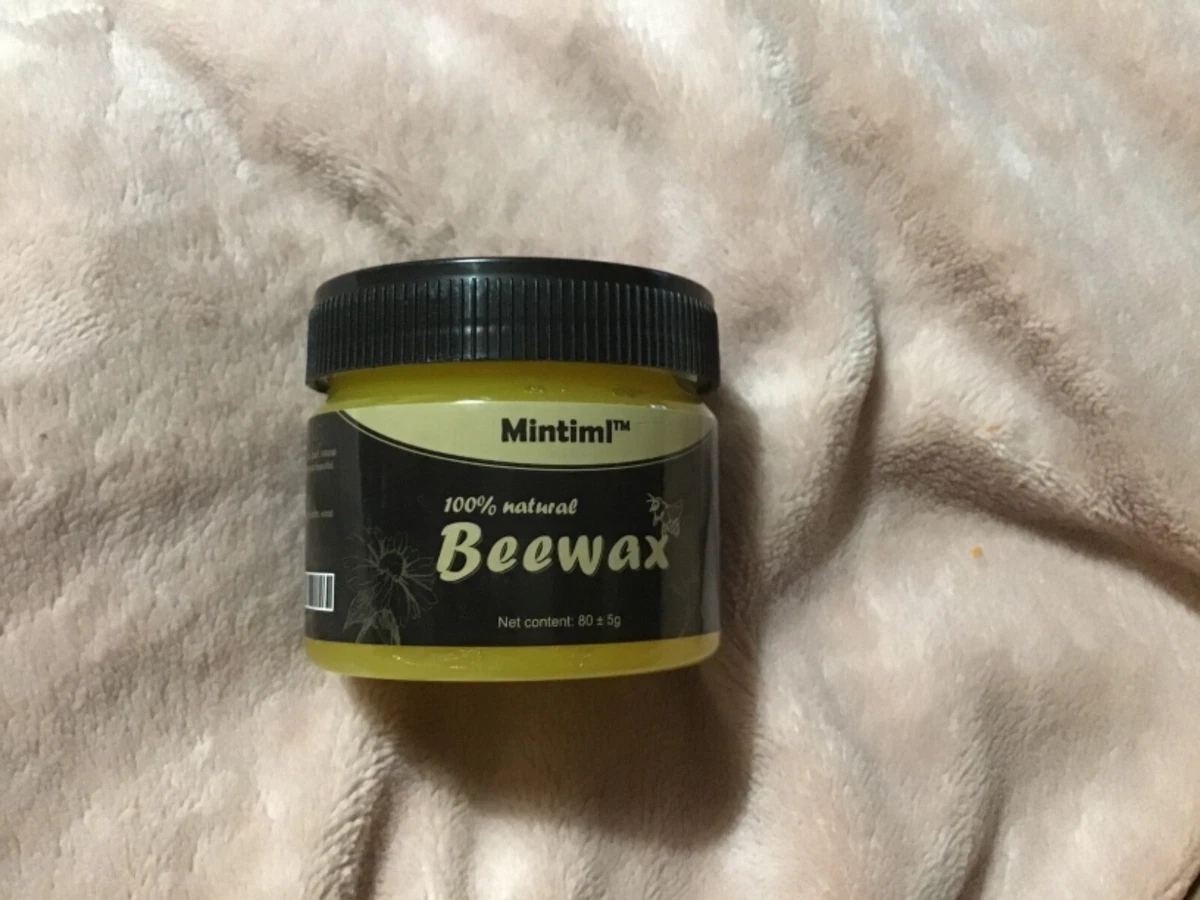 Mintiml™
100% natural
Beewax
Net content: 80 ± 5g